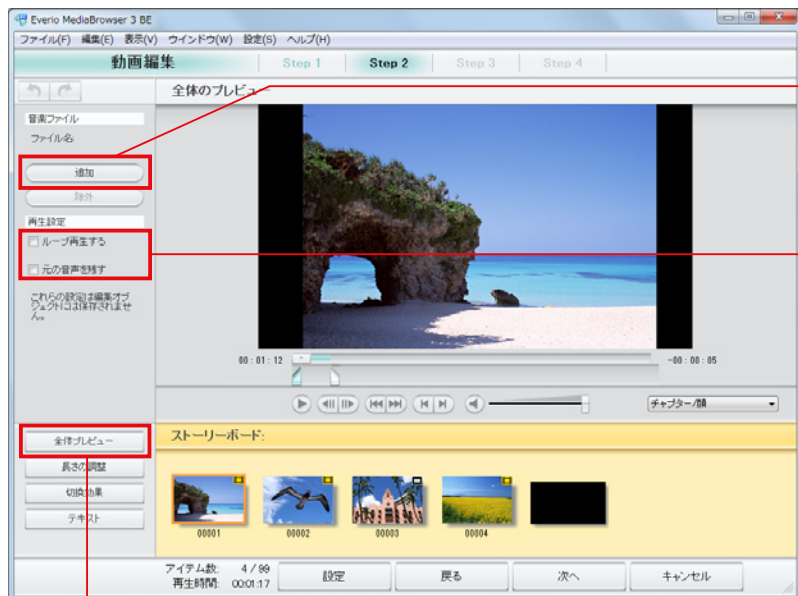 Everio MediaBrowser 3 BE
ファイル(F) 編集(E) 表示(V) ウインドウ(W) 設定(S) ヘルプ(H)
動画編集
Step 1
Step 2
Step 3
Step 4
全体のプレビュー
音楽ファイル
ファイル名:
追加
除外
再生設定
ループ再生する
元の音声を残す
これらの設定は編集オブ
ジェクトには保存されませ
ん。
00 : 01 : 12
-00 : 00 : 05
チャプター/顔
全体プレビュー
長さの調整
切換効果
テキスト
ストーリーボード:
00001
00002
00003
00004
アイテム数: 4 / 99
再生時間: 00:01:17
設定
戻る
次へ
キャンセル